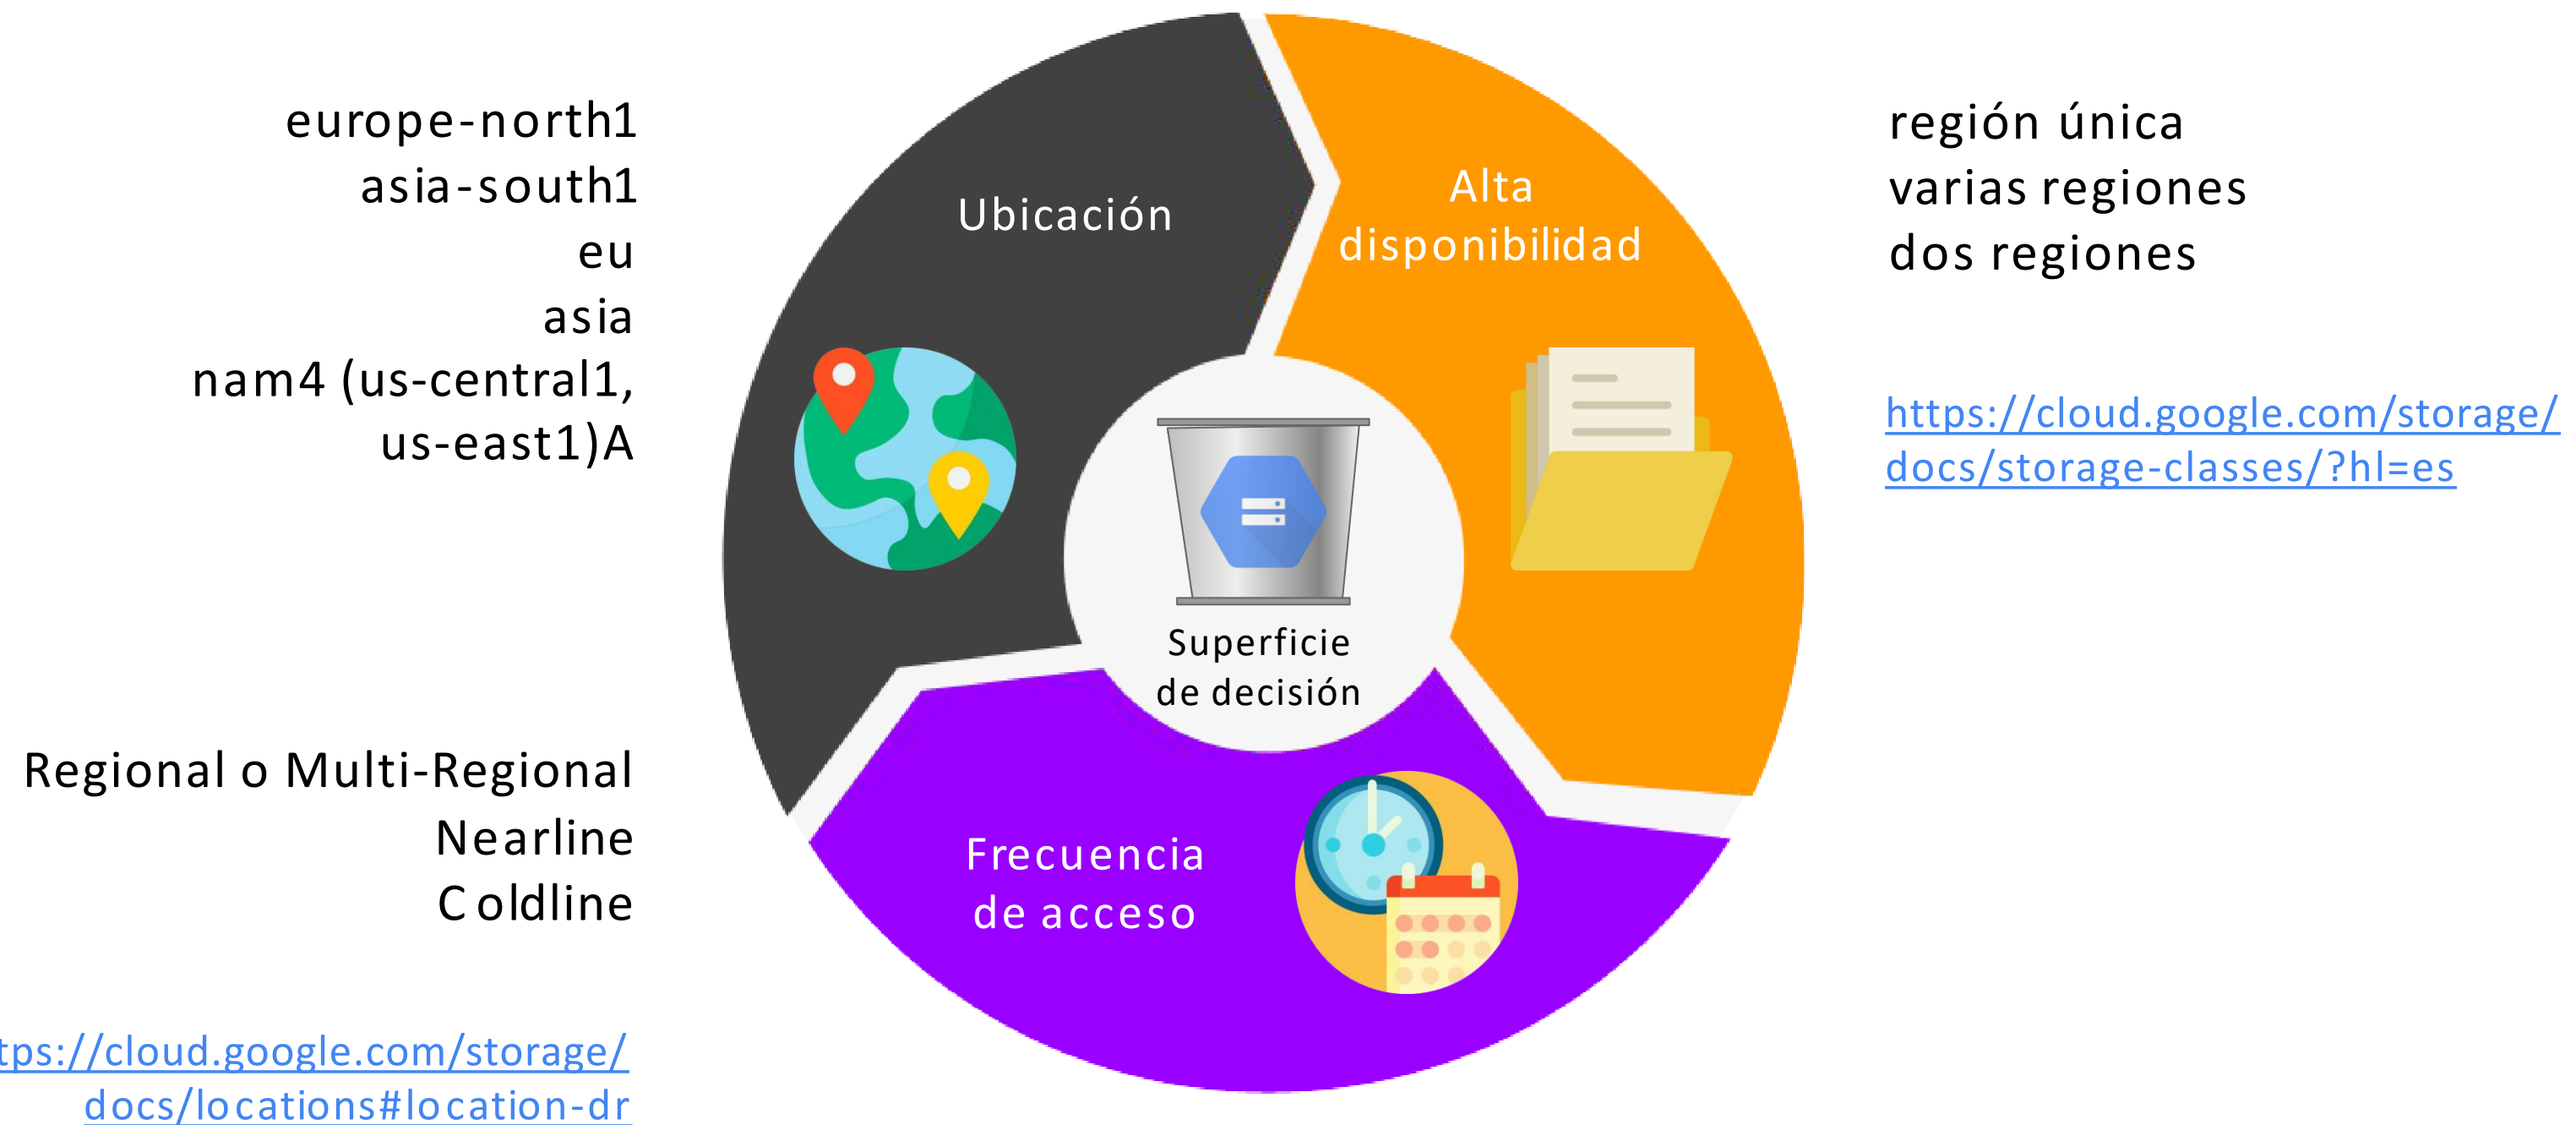 europe-north1
asia-south1
eu
asia
nam4 (us-central1,
us-east1)A
Ubicación
Alta
disponibilidad
región única
varias regiones
dos regiones
https://cloud.google.com/storage/
docs/storage-classes/?hl=es
Superficie
de decisión
Regional o Multi-Regional
Nearline
Coldline
Frecuencia
de acceso
tps://cloud.google.com/storage/
docs/locations#location-dr